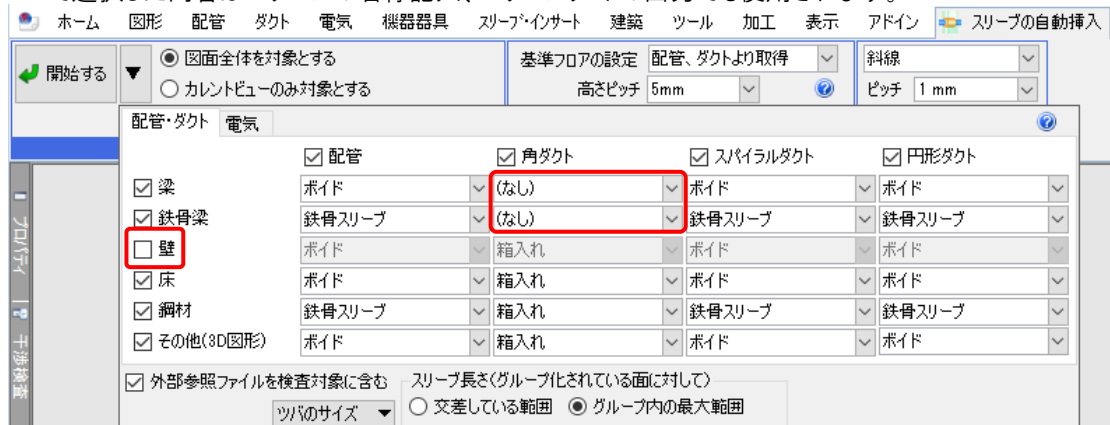 ホーム 図形 配管 ダクト 電気 機器器具 スリーブ・インサート 建築 ツール 加工 表示 アドイン スリーブの自動挿入
開始する ▼ 図面全体を対象とする 基準フロアの設定 配管、ダクトより取得 斜線
カレントビューのみ対象とする 高さピッチ 5mm ピッチ 1 mm
配管・ダクト 電気
配管 角ダクト スパイラルダクト 円形ダクト
梁 ボイド (なし) ボイド ボイド
鉄骨梁 鉄骨スリーブ (なし) 鉄骨スリーブ 鉄骨スリーブ
壁 ボイド 箱入れ ボイド ボイド
床 ボイド 箱入れ ボイド ボイド
鋼材 鉄骨スリーブ 箱入れ 鉄骨スリーブ 鉄骨スリーブ
その他(3D図形) ボイド 箱入れ ボイド ボイド
外部参照ファイルを検査対象に含む スリーブ長さ(グループ化されている面に対して)
ツバのサイズ ▼ 交差している範囲 グループ内の最大範囲
プロパティ
干渉検査